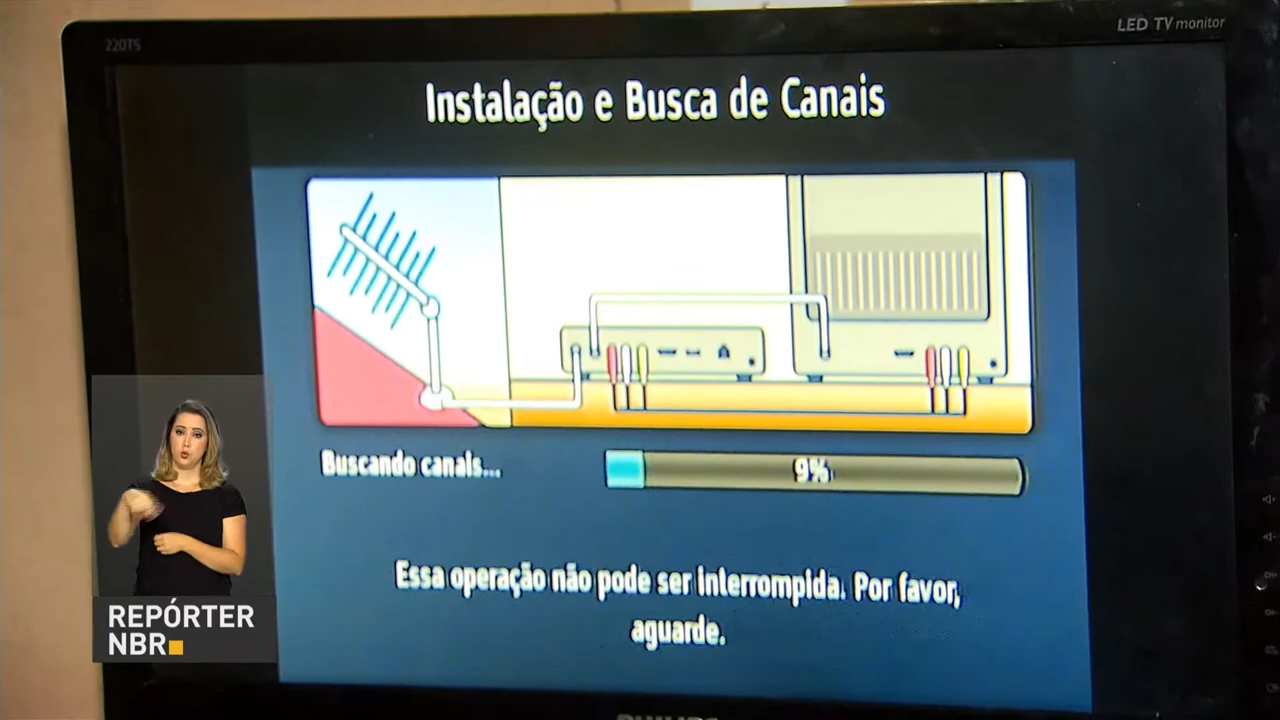 220TS
LED TV monitor
Instalação e Busca de Canais
Buscando canais...
9%
Essa operação não pode ser interrompida. Por favor,
aguarde.
REPÓRTER
NBR
PHILIPS